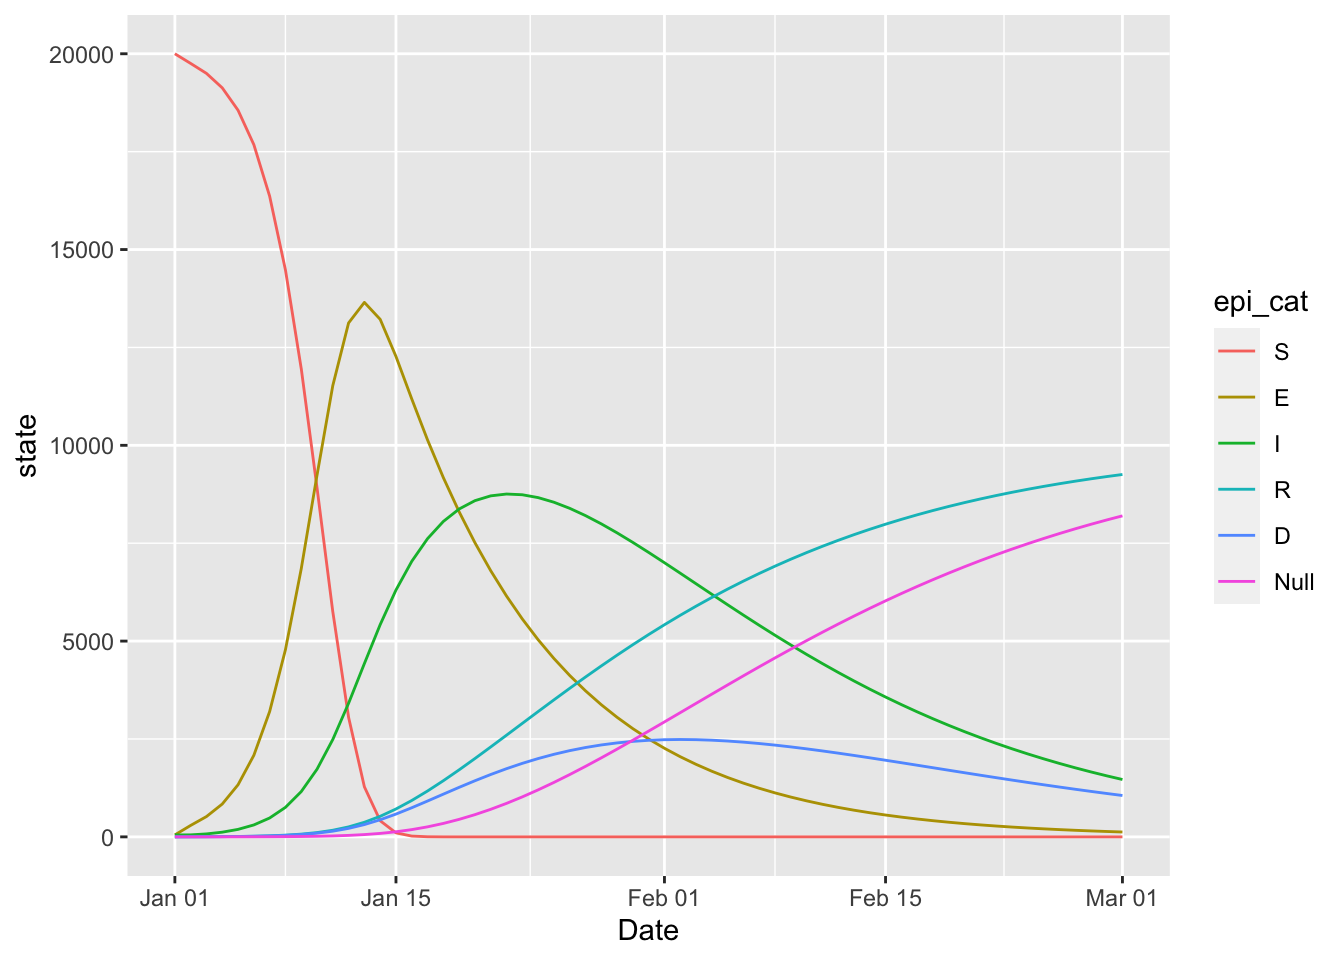 20000
15000
10000
5000
0
state
Jan 01
Jan 15
Feb 01
Feb 15
Mar 01
Date
epi_cat
S
E
I
R
D
Null